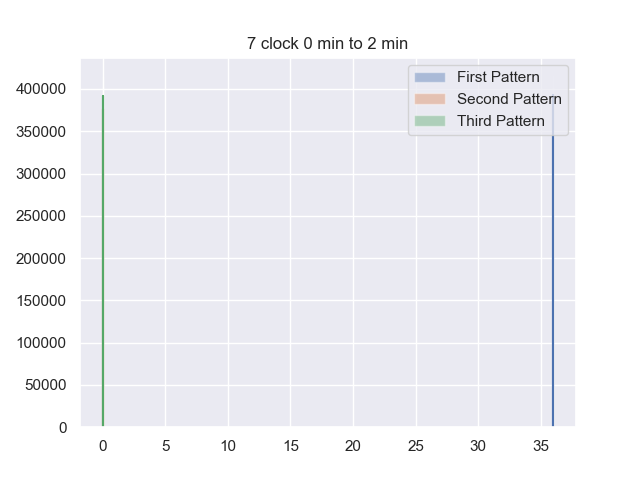 7 clock 0 min to 2 min
First Pattern
Second Pattern
Third Pattern
400000
350000
300000
250000
200000
150000
100000
50000
0
0 5 10 15 20 25 30 35